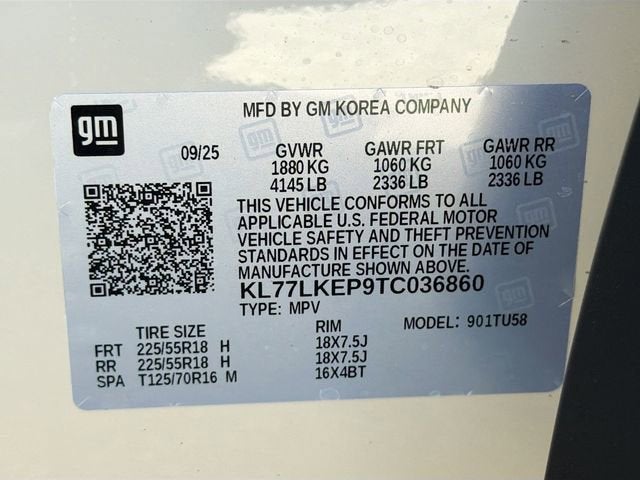 gm
MFD BY GM KOREA COMPANY
09/25 GVWR GAWR FRT GAWR RR
1880 KG 1060 KG 1060 KG
4145 LB 2336 LB 2336 LB
THIS VEHICLE CONFORMS TO ALL
APPLICABLE U.S. FEDERAL MOTOR
VEHICLE SAFETY AND THEFT PREVENTION
STANDARDS IN EFFECT ON THE DATE OF
MANUFACTURE SHOWN ABOVE.
KL77LKEP9TC036860
TYPE: MPV MODEL: 901TU58
TIRE SIZE RIM
FRT 225/55R18 H 18X7.5J
RR 225/55R18 H 18X7.5J
SPA T125/70R16 M 16X4BT